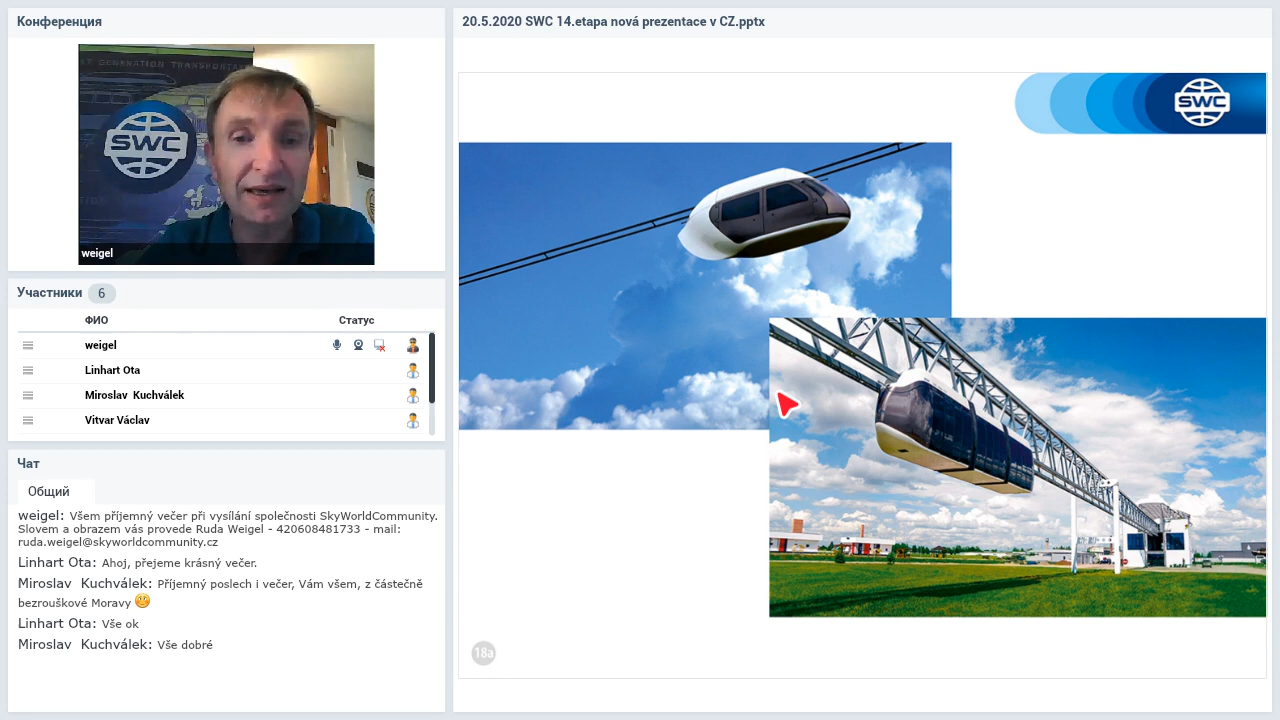 Конференция
T GENERATION TRANSPORTA
SWC
weigel
Участники 6
ФИО Статус
weigel
Linhart Ota
Miroslav Kuchválek
Vitvar Václav
Чат
Общий
weigel: Všem příjemný večer při vysílání společnosti SkyWorldCommunity.
Slovem a obrazem vás provede Ruda Weigel - 420608481733 - mail:
ruda.weigel@skyworldcommunity.cz
Linhart Ota: Ahoj, přejeme krásný večer.
Miroslav Kuchválek: Příjemný poslech i večer, Vám všem, z částečně
bezrouškové Moravy
Linhart Ota: Vše ok
Miroslav Kuchválek: Vše dobré
20.5.2020 SWC 14.etapa nová prezentace v CZ.pptx
SWC
18a